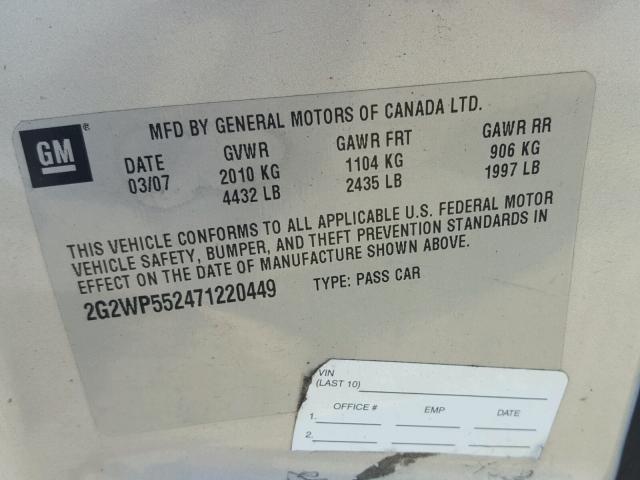 GM ®
MFD BY GENERAL MOTORS OF CANADA LTD.
DATE GVWR GAWR FRT GAWR RR
03/07 2010 KG 1104 KG 906 KG
4432 LB 2435 LB 1997 LB
THIS VEHICLE CONFORMS TO ALL APPLICABLE U.S. FEDERAL MOTOR
VEHICLE SAFETY, BUMPER, AND THEFT PREVENTION STANDARDS IN
EFFECT ON THE DATE OF MANUFACTURE SHOWN ABOVE.
2G2WP552471220449 TYPE: PASS CAR
VIN
(LAST 10)
OFFICE # EMP DATE
1.
2.